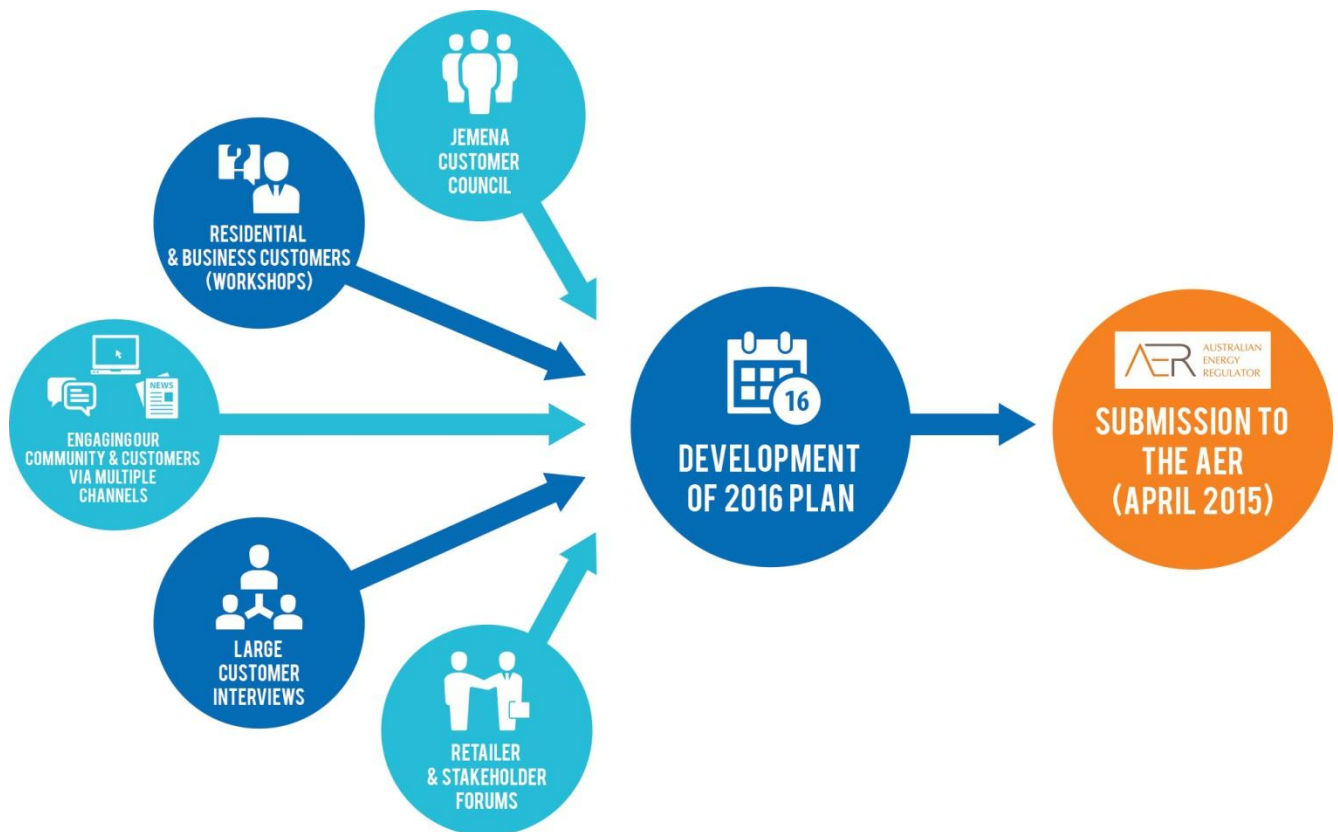 JEMENA
CUSTOMER
COUNCIL
?
RESIDENTIAL
& BUSINESS CUSTOMERS
(WORKSHOPS)
NEWS
ENGAGING OUR
COMMUNITY & CUSTOMERS
VIA MULTIPLE
CHANNELS
LARGE
CUSTOMER
INTERVIEWS
RETAILER
& STAKEHOLDER
FORUMS
16
DEVELOPMENT
OF 2016 PLAN
AER
AUSTRALIAN
ENERGY
REGULATOR
SUBMISSION TO
THE AER
(APRIL 2015)